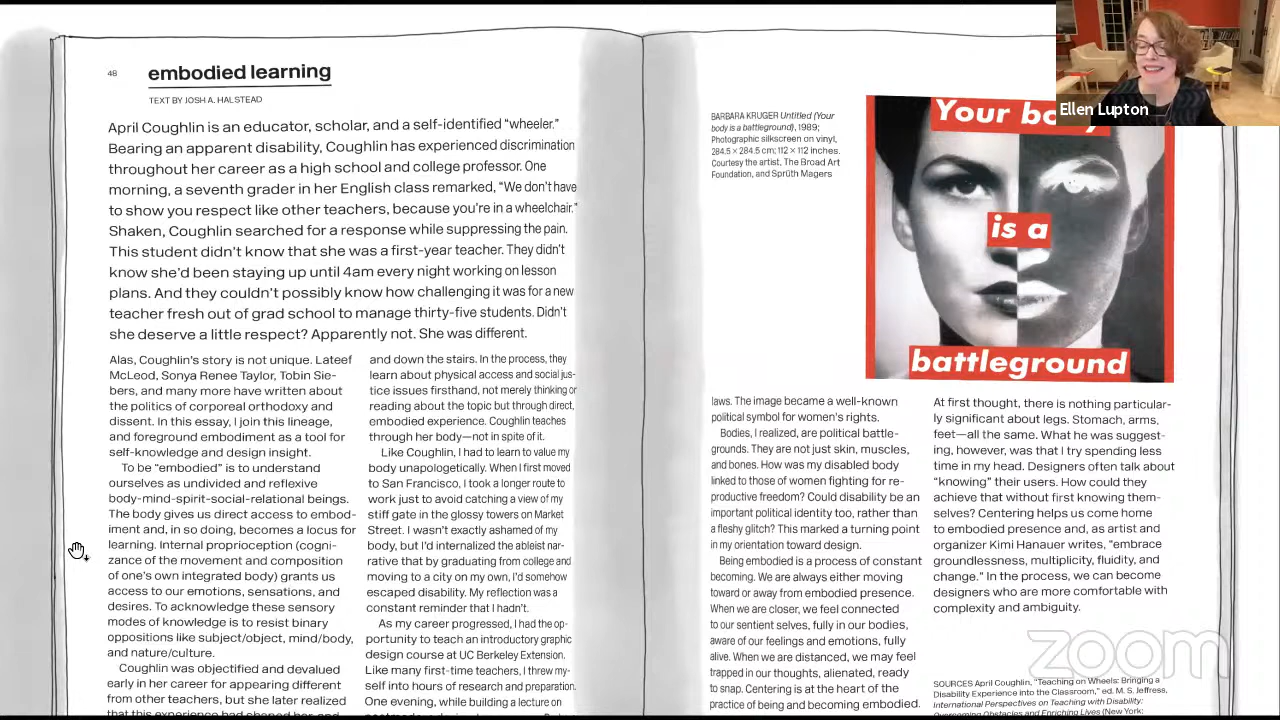 48
embodied learning
TEXT BY JOSH A. HALSTEAD
April Coughlin is an educator, scholar, and a self-identified “wheeler.”
Bearing an apparent disability, Coughlin has experienced discrimination
throughout her career as a high school and college professor. One
morning, a seventh grader in her English class remarked, “We don’t have
to show you respect like other teachers, because you’re in a wheelchair.”
Shaken, Coughlin searched for a response while suppressing the pain.
This student didn’t know that she was a first-year teacher. They didn’t
know she’d been staying up until 4am every night working on lesson
plans. And they couldn’t possibly know how challenging it was for a new
teacher fresh out of grad school to manage thirty-five students. Didn’t
she deserve a little respect? Apparently not. She was different.
Alas, Coughlin’s story is not unique. Lateef
McLeod, Sonya Renee Taylor, Tobin Sie-
bers, and many more have written about
the politics of corporeal orthodoxy and
dissent. In this essay, I join this lineage,
and foreground embodiment as a tool for
self-knowledge and design insight.
To be “embodied” is to understand
ourselves as undivided and reflexive
body-mind-spirit-social-relational beings.
The body gives us direct access to embod-
iment and, in so doing, becomes a locus for
learning. Internal proprioception (cogni-
zance of the movement and composition
of one’s own integrated body) grants us
access to our emotions, sensations, and
desires. To acknowledge these sensory
modes of knowledge is to resist binary
oppositions like subject/object, mind/body,
and nature/culture.
Coughlin was objectified and devalued
early in her career for appearing different
from other teachers, but she later realized
that this experience had shaped her and
and down the stairs. In the process, they
learn about physical access and social jus-
tice issues firsthand, not merely thinking or
reading about the topic but through direct,
embodied experience. Coughlin teaches
through her body—not in spite of it.
Like Coughlin, I had to learn to value my
body unapologetically. When I first moved
to San Francisco, I took a longer route to
work just to avoid catching a view of my
stiff gate in the glossy towers on Market
Street. I wasn’t exactly ashamed of my
body, but I’d internalized the ableist nar-
rative that by graduating from college and
moving to a city on my own, I’d somehow
escaped disability. My reflection was a
constant reminder that I hadn’t.
As my career progressed, I had the op-
portunity to teach an introductory graphic
design course at UC Berkeley Extension.
Like many first-time teachers, I threw my-
self into hours of research and preparation.
One evening, while building a lecture on
BARBARA KRUGER Untitled (Your
body is a battleground), 1989;
Photographic silkscreen on vinyl,
284.5 × 284.5 cm; 112 × 112 inches.
Courtesy the artist, The Broad Art
Foundation, and Sprüth Magers
Your bo
is a
battleground
Ellen Lupton
laws. The image became a well-known
political symbol for women’s rights.
Bodies, I realized, are political battle-
grounds. They are not just skin, muscles,
and bones. How was my disabled body
linked to those of women fighting for re-
productive freedom? Could disability be an
important political identity too, rather than
a fleshy glitch? This marked a turning point
in my orientation toward design.
Being embodied is a process of constant
becoming. We are always either moving
toward or away from embodied presence.
When we are closer, we feel connected
to our sentient selves, fully in our bodies,
aware of our feelings and emotions, fully
alive. When we are distanced, we may feel
trapped in our thoughts, alienated, ready
to snap. Centering is at the heart of the
practice of being and becoming embodied.
At first thought, there is nothing particular-
ly significant about legs. Stomach, arms,
feet—all the same. What he was suggest-
ing, however, was that I try spending less
time in my head. Designers often talk about
“knowing” their users. How could they
achieve that without first knowing them-
selves? Centering helps us come home
to embodied presence and, as artist and
organizer Kimi Hanauer writes, “embrace
groundlessness, multiplicity, fluidity, and
change.” In the process, we can become
designers who are more comfortable with
complexity and ambiguity.
SOURCES April Coughlin, “Teaching on Wheels: Bringing a
Disability Experience into the Classroom,” ed. M. S. Jeffress,
International Perspectives on Teaching with Disability:
Overcoming Obstacles and Enriching Lives (New York:
zoom